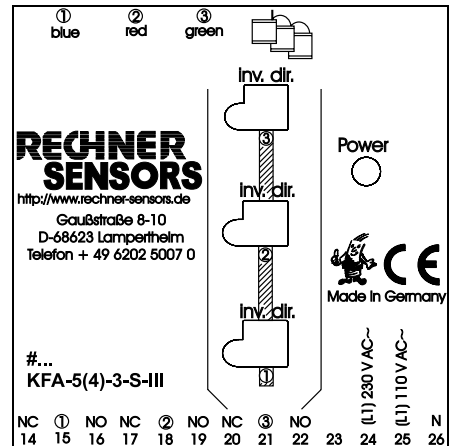 ① ② ③
blue red green
inv. dir.
③
RECHNER
SENSORS
http://www.rechner-sensors.de
Gaußstraße 8-10
D-68623 Lampertheim
Telefon + 49 6202 5007 0
Power
inv. dir.
②
CE
Made in Germany
inv. dir.
①
#...
KFA-5(4)-3-S-III
(L1) 230 V AC~
(L1) 110 V AC~
NC ① NO NC ② NO NC ③ NO N
14 15 16 17 18 19 20 21 22 23 24 25 26